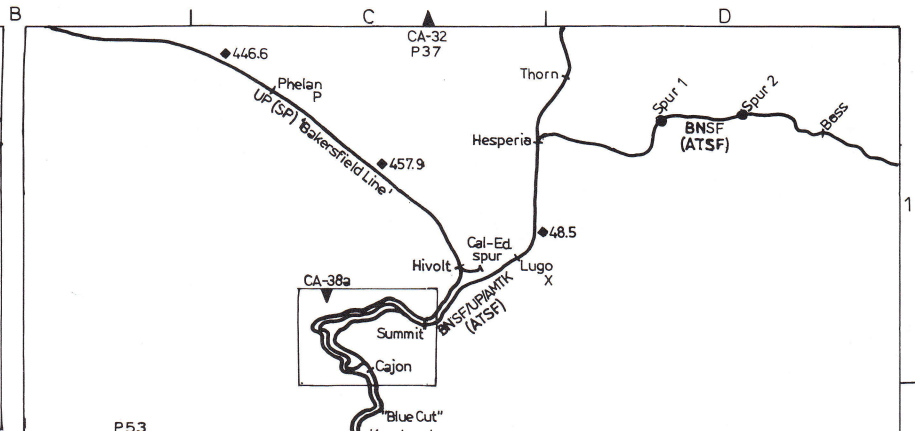 B
C
D
CA-32
P37
446.6
Phelan
P
UP (SP) 'Bakersfield Line'
457.9
Thorn
Hesperia
Spur 1
Spur 2
BNSF
(ATSF)
Bass
1
48.5
Cal-Ed
spur
Hivolt
Lugo
X
BNSF/UP/AMTK
(ATSF)
CA-38a
Summit
Cajon
"Blue Cut"
P53